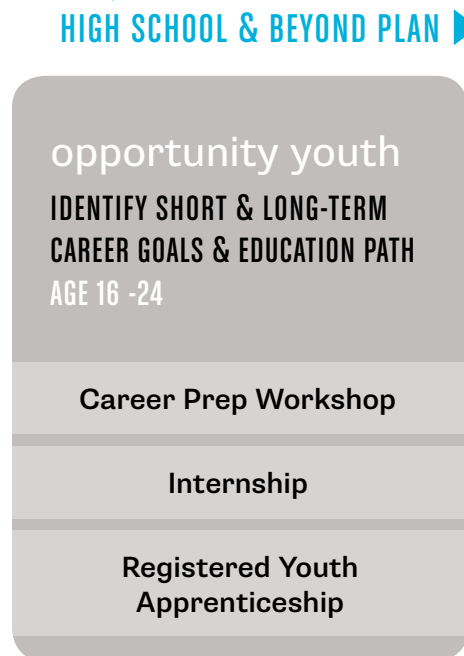 HIGH SCHOOL & BEYOND PLAN
opportunity youth
IDENTIFY SHORT & LONG-TERM
CAREER GOALS & EDUCATION PATH
AGE 16 -24
Career Prep Workshop
Internship
Registered Youth
Apprenticeship